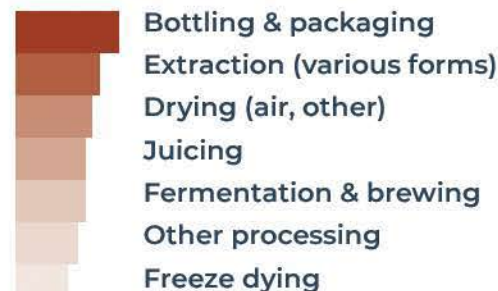 Bottling & packaging
Extraction (various forms)
Drying (air, other)
Juicing
Fermentation & brewing
Other processing
Freeze dying